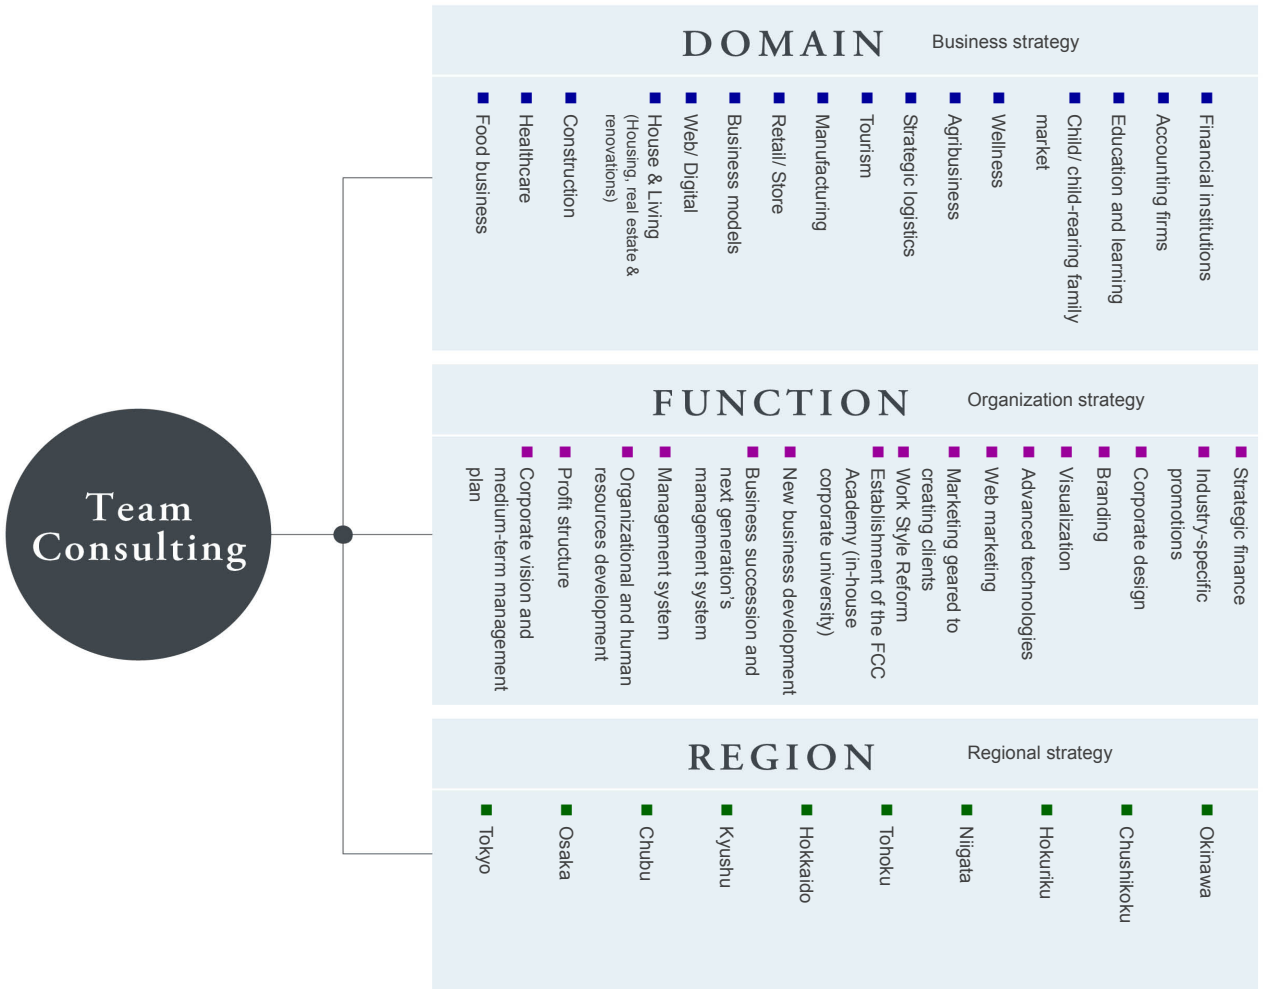 Team
Consulting
DOMAIN
Business strategy
Food business
Healthcare
Construction
House & Living
(Housing, real estate &
renovations)
Web/ Digital
Business models
Retail/ Store
Manufacturing
Tourism
Strategic logistics
Agribusiness
Wellness
Child/ child-rearing family
market
Education and learning
Accounting firms
Financial institutions
FUNCTION
Organization strategy
Corporate vision and
medium-term management
plan
Profit structure
Organizational and human
resources development
Management system
Business succession and
next generation's
management system
New business development
Establishment of the FCC
Academy (in-house
corporate university)
Work Style Reform
Marketing geared to
creating clients
Web marketing
Advanced technologies
Visualization
Branding
Corporate design
Industry-specific
promotions
Strategic finance
REGION
Regional strategy
Tokyo
Osaka
Chubu
Kyushu
Hokkaido
Tohoku
Niigata
Hokuriku
Chushikoku
Okinawa